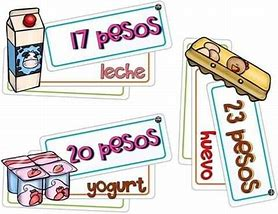 17 pesos
leche
20 pesos
yogurt
23 pesos
huevo